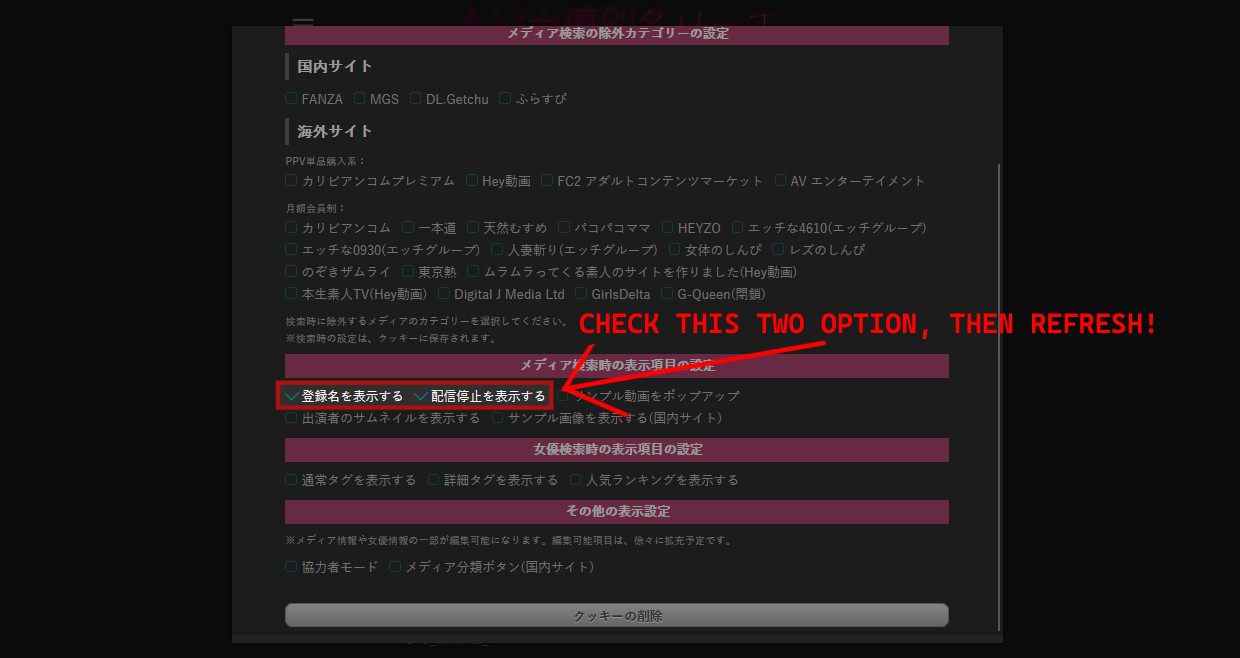 メディア検索の除外カテゴリーの設定
国内サイト
FANZA MGS DL.Getchu ふらすぴ
海外サイト
PPV単品購入系：
カリビアンコムプレミアム Hey動画 FC2 アダルトコンテンツマーケット AV エンターテイメント
月額会員制：
カリビアンコム 一本道 天然むすめ パコパコママ HEYZO エッチな4610(エッチグループ)
エッチな0930(エッチグループ) 人妻斬り(エッチグループ) 女体のしんぴ レズのしんぴ
のぞきザムライ 東京熱 ムラムラってくる素人のサイトを作りました(Hey動画)
本生素人TV(Hey動画) Digital J Media Ltd GirlsDelta G-Queen(閉鎖)
検索時に除外するメディアのカテゴリーを選択してください。
CHECK THIS TWO OPTION, THEN REFRESH!
※検索時の設定は、クッキーに保存されます。
メディア検索時の表示項目の設定
登録名を表示する 配信停止を表示する サンプル動画をポップアップ
出演者のサムネイルを表示する サンプル画像を表示する(国内サイト)
女優検索時の表示項目の設定
通常タグを表示する 詳細タグを表示する 人気ランキングを表示する
その他の表示設定
※メディア情報や女優情報の一部が編集可能になります。編集可能項目は、徐々に拡充予定です。
協力者モード メディア分類ボタン(国内サイト)
クッキーの削除